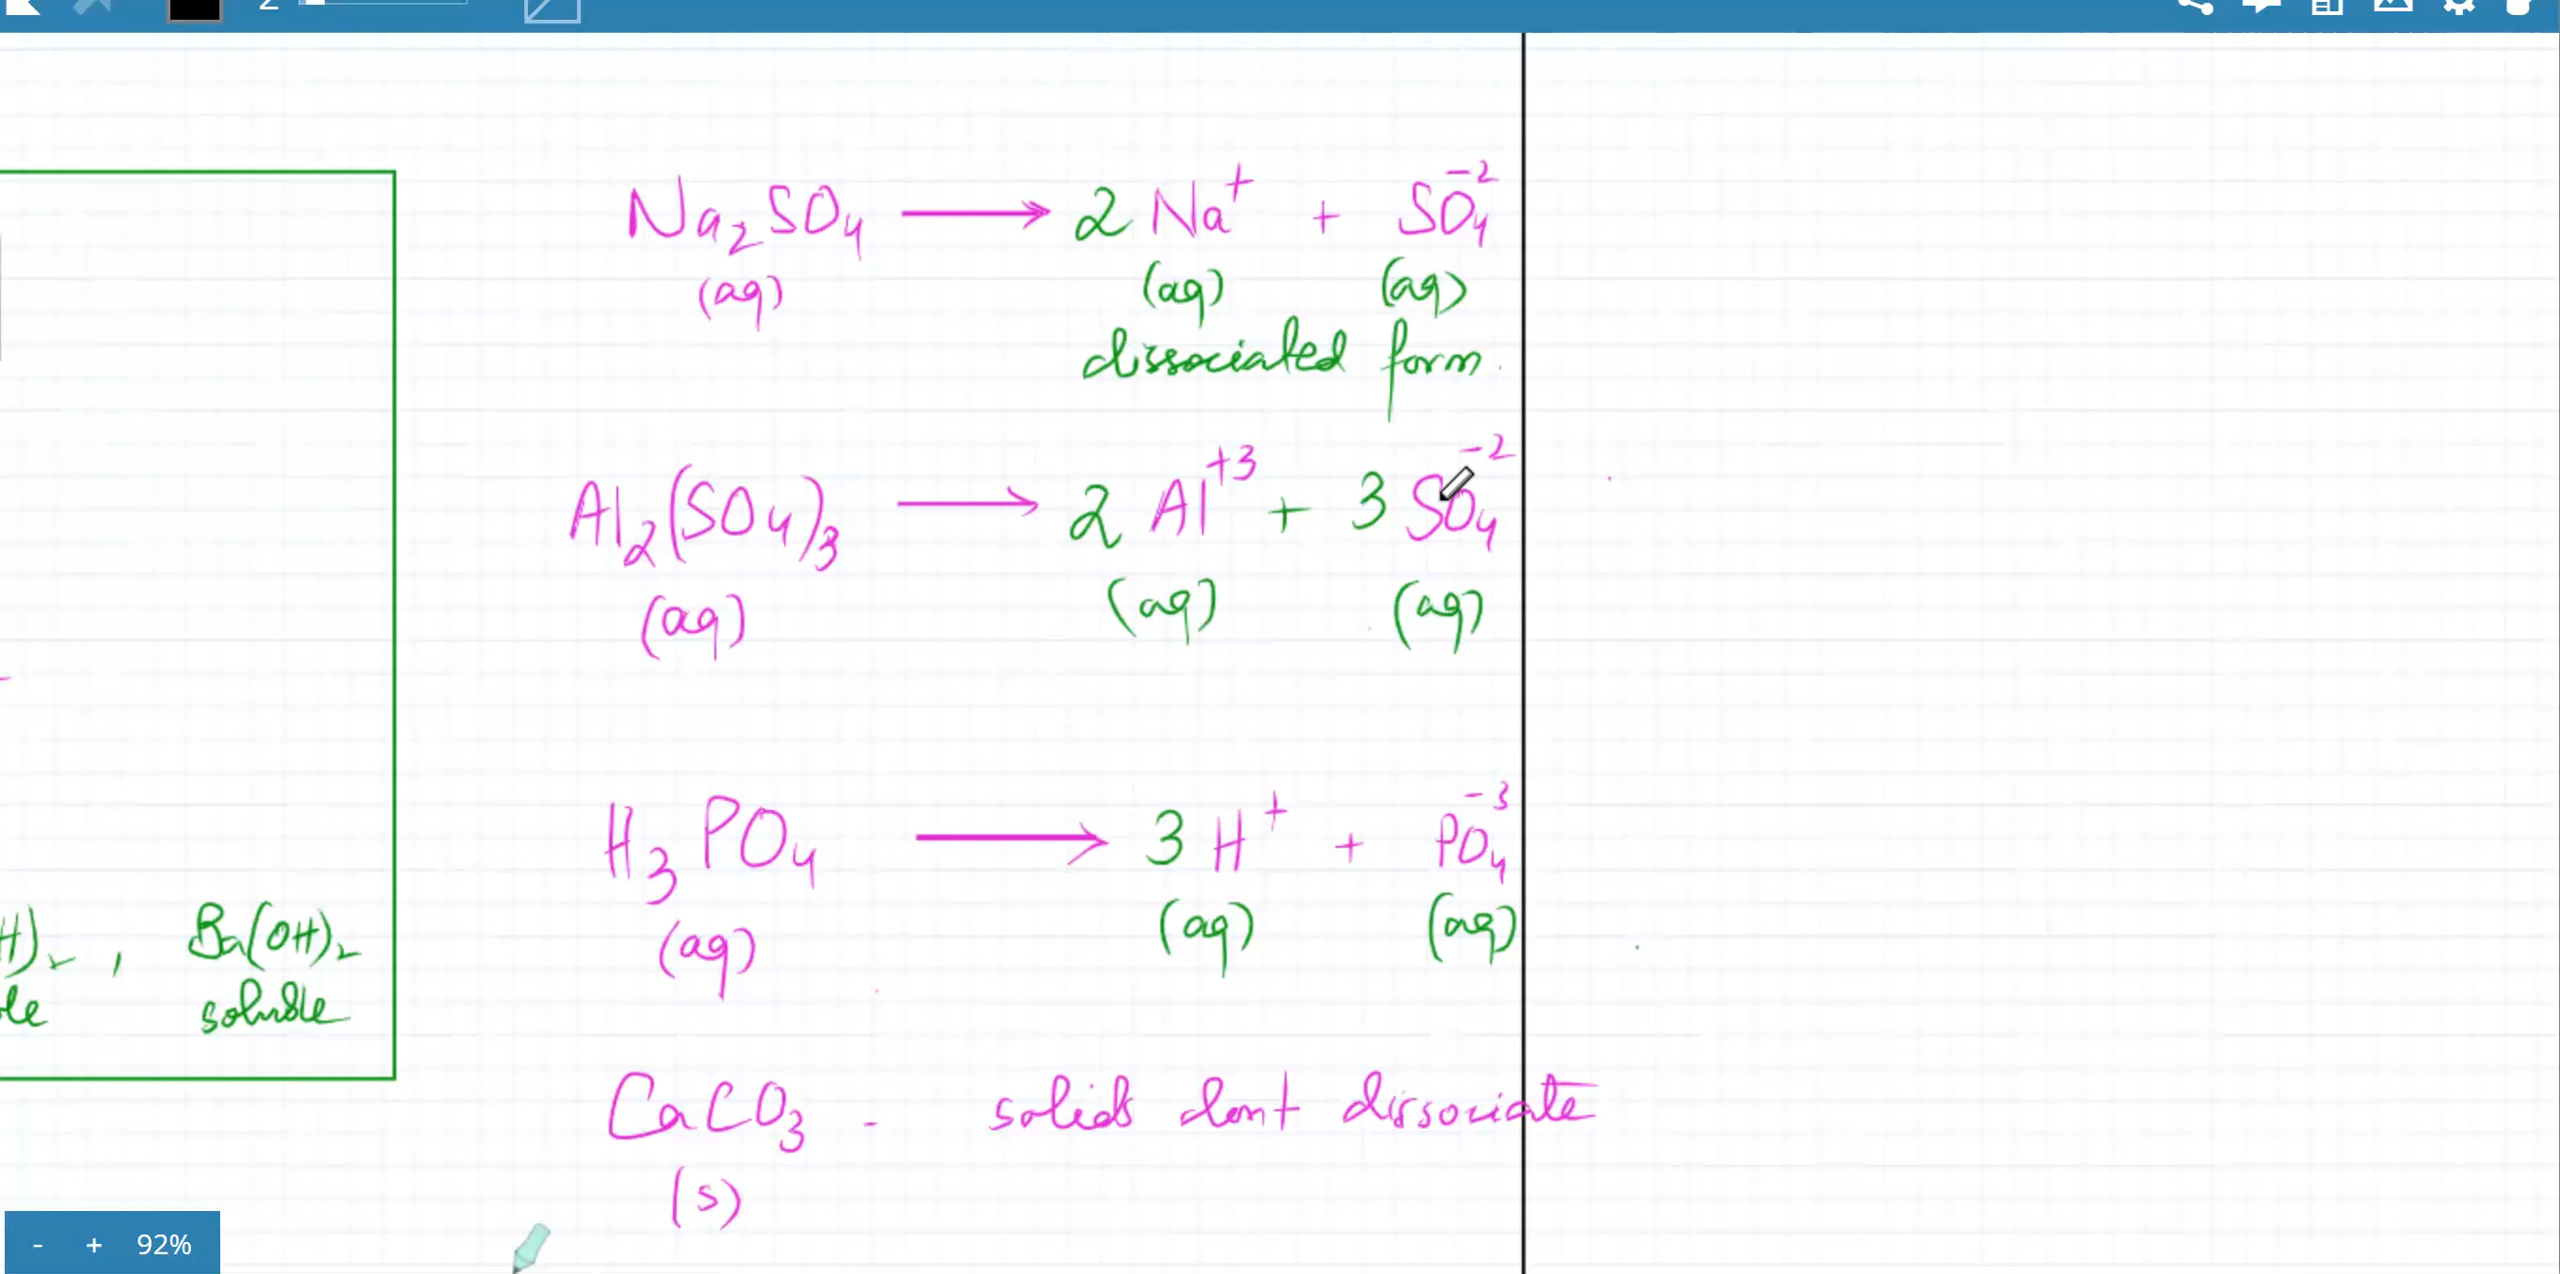 2
Na₂SO₄ ⟶ 2 Na⁺ + SO₄⁻²
(aq) (aq) (aq)
dissociated form.
Al₂(SO₄)₃ ⟶ 2 Al⁺³ + 3 SO₄⁻²
(aq) (aq) (aq)
H₃PO₄ ⟶ 3 H⁺ + PO₄⁻³
(aq) (aq) (aq)
H)₂ , Ba(OH)₂
le soluble
CaCO₃ - solids dont dissociate
(s)
- + 92%